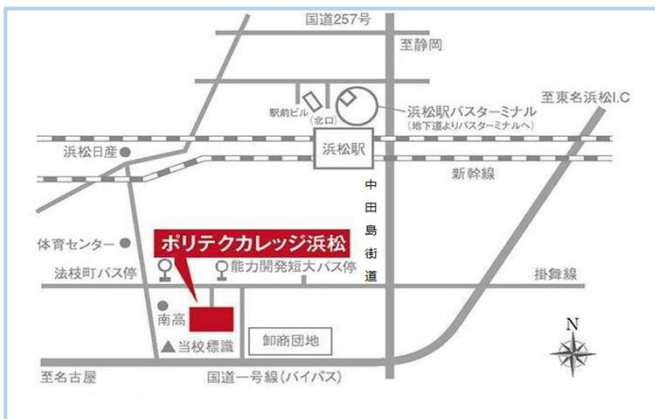 国道257号
至静岡
至東名浜松I.C
駅前ビル
(北口)
浜松駅バスターミナル
(地下道よりバスターミナルへ)
浜松日産
浜松駅
新幹線
中田島街道
体育センター
ポリテクカレッジ浜松
法枝町バス停
能力開発短大バス停
掛舞線
南高
当校標識
卸商団地
N
至名古屋
国道一号線(バイパス)